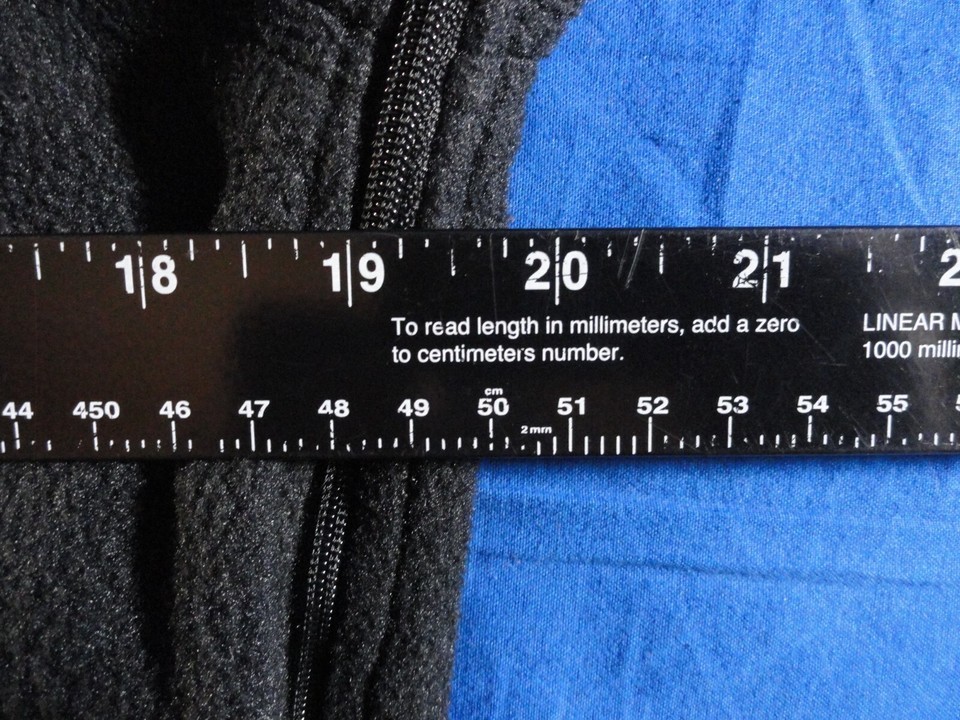 18 19 20 21 2
To read length in millimeters, add a zero
to centimeters number.
LINEAR M
1000 milli
cm
44 450 46 47 48 49 50 51 52 53 54 55
2mm